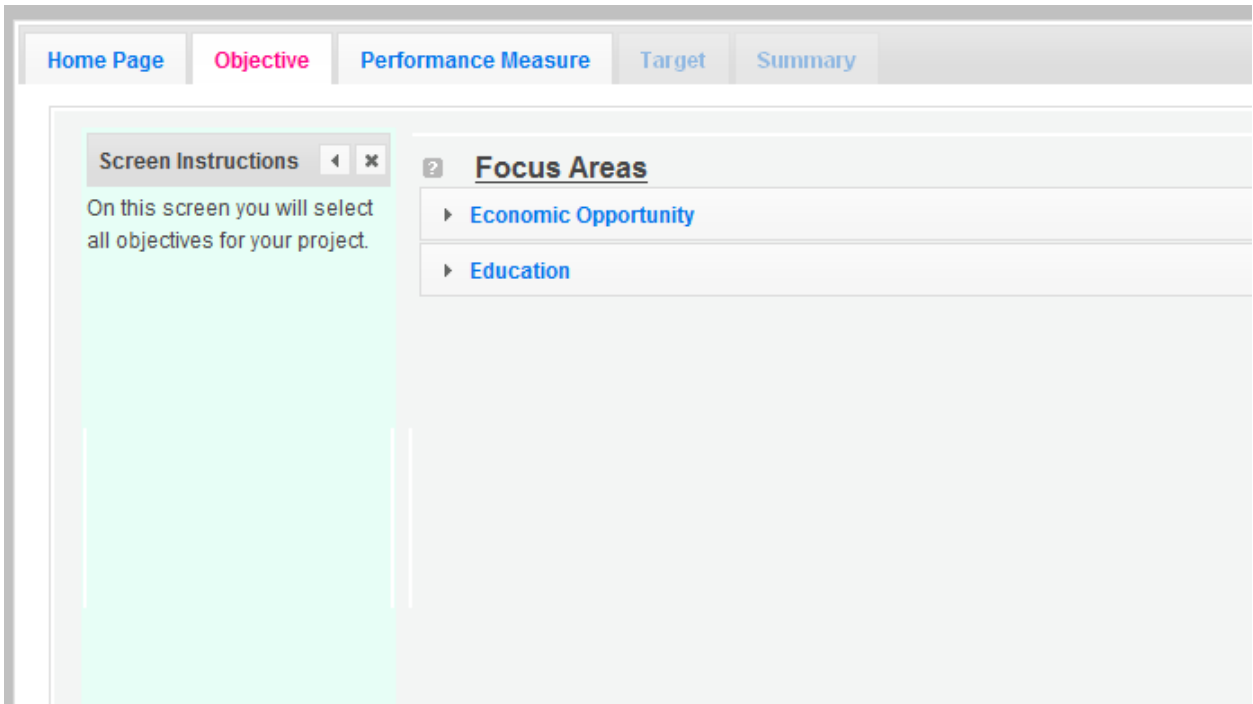 Home Page Objective Performance Measure Target Summary
Screen Instructions
On this screen you will select
all objectives for your project.
? Focus Areas
Economic Opportunity
Education